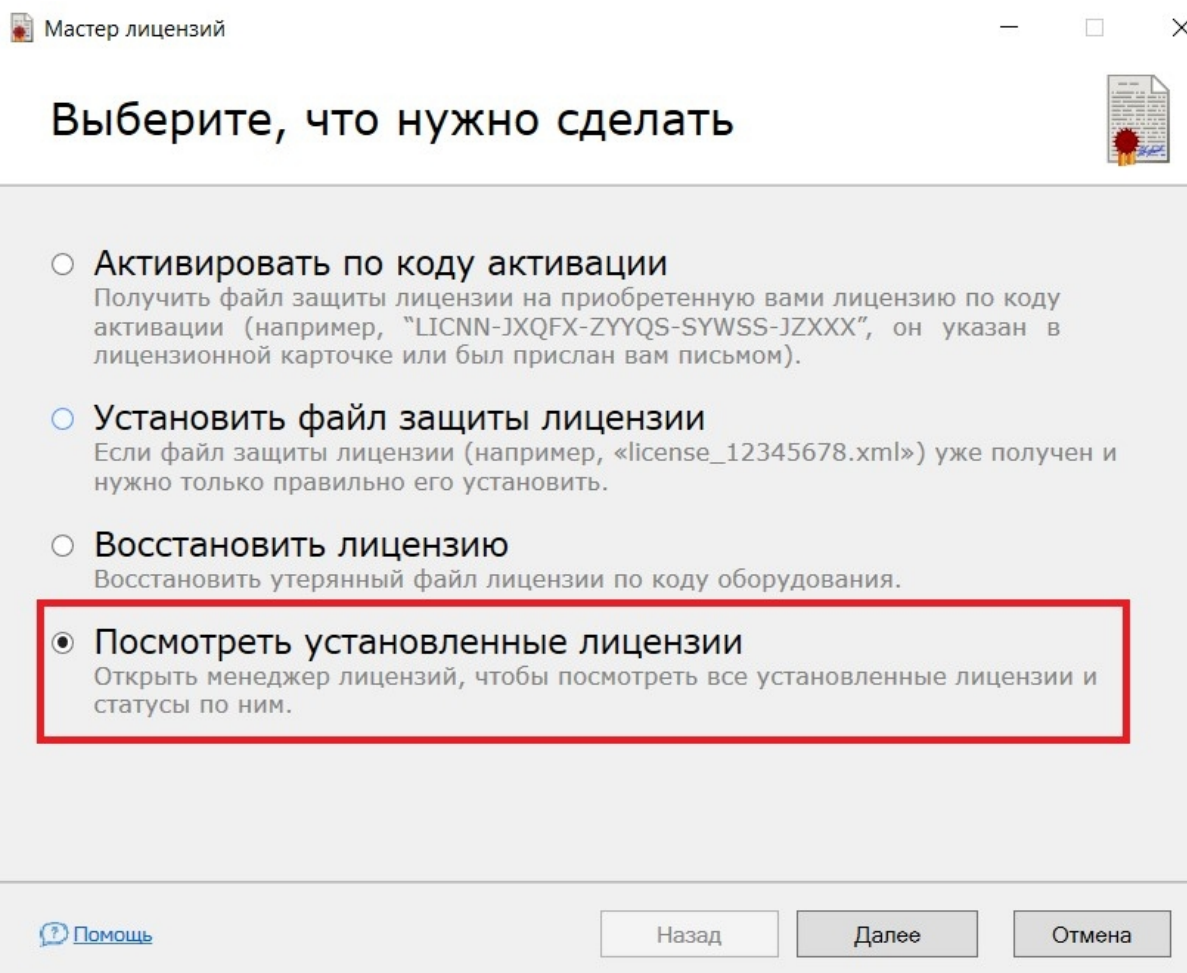 Мастер лицензий
Выберите, что нужно сделать
Активировать по коду активации
Получить файл защиты лицензии на приобретенную вами лицензию по коду
активации (например, “LICNN-JXQFX-ZYYQS-SYWSS-JZXXX”, он указан в
лицензионной карточке или был прислан вам письмом).
Установить файл защиты лицензии
Если файл защиты лицензии (например, «license_12345678.xml») уже получен и
нужно только правильно его установить.
Восстановить лицензию
Восстановить утерянный файл лицензии по коду оборудования.
Посмотреть установленные лицензии
Открыть менеджер лицензий, чтобы посмотреть все установленные лицензии и
статусы по ним.
Помощь
Назад
Далее
Отмена